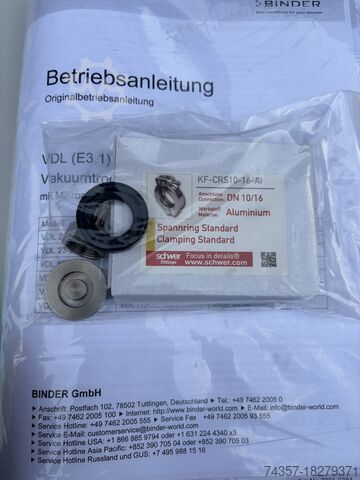 BINDER
Best conditions for your success
Betriebsanleitung
Originalbetriebsanleitung
VDL (E3.1)
KF-CRS10-16-Al
Anschluss
Connection: DN 10/16
Werkstoff
Material: Aluminium
Spannring Standard
Clamping Standard
schwer
fittings
Focus in details®
www.schwer.com
BINDER GmbH
Anschrift: Postfach 102, 78502 Tuttlingen, Deutschland
Tel: +49 7462 2005 0
Fax: +49 7462 2005 100
Internet: http://www.binder-world.com
E-Mail: info@binder-world.com
Service Hotline: +49 7462 2005 555
Service Fax
+49 7462 2005 93 555
Service E-Mail: customerservice@binder-world.com
Service Hotline USA: +1 866 885 9794 or +1 631 224 4340 x3
Service Hotline Asia Pacific: +852 390 705 04 or +852 390 705 03
Service Hotline Russland und GUS: +7 495 988 15 16
74357-18279371